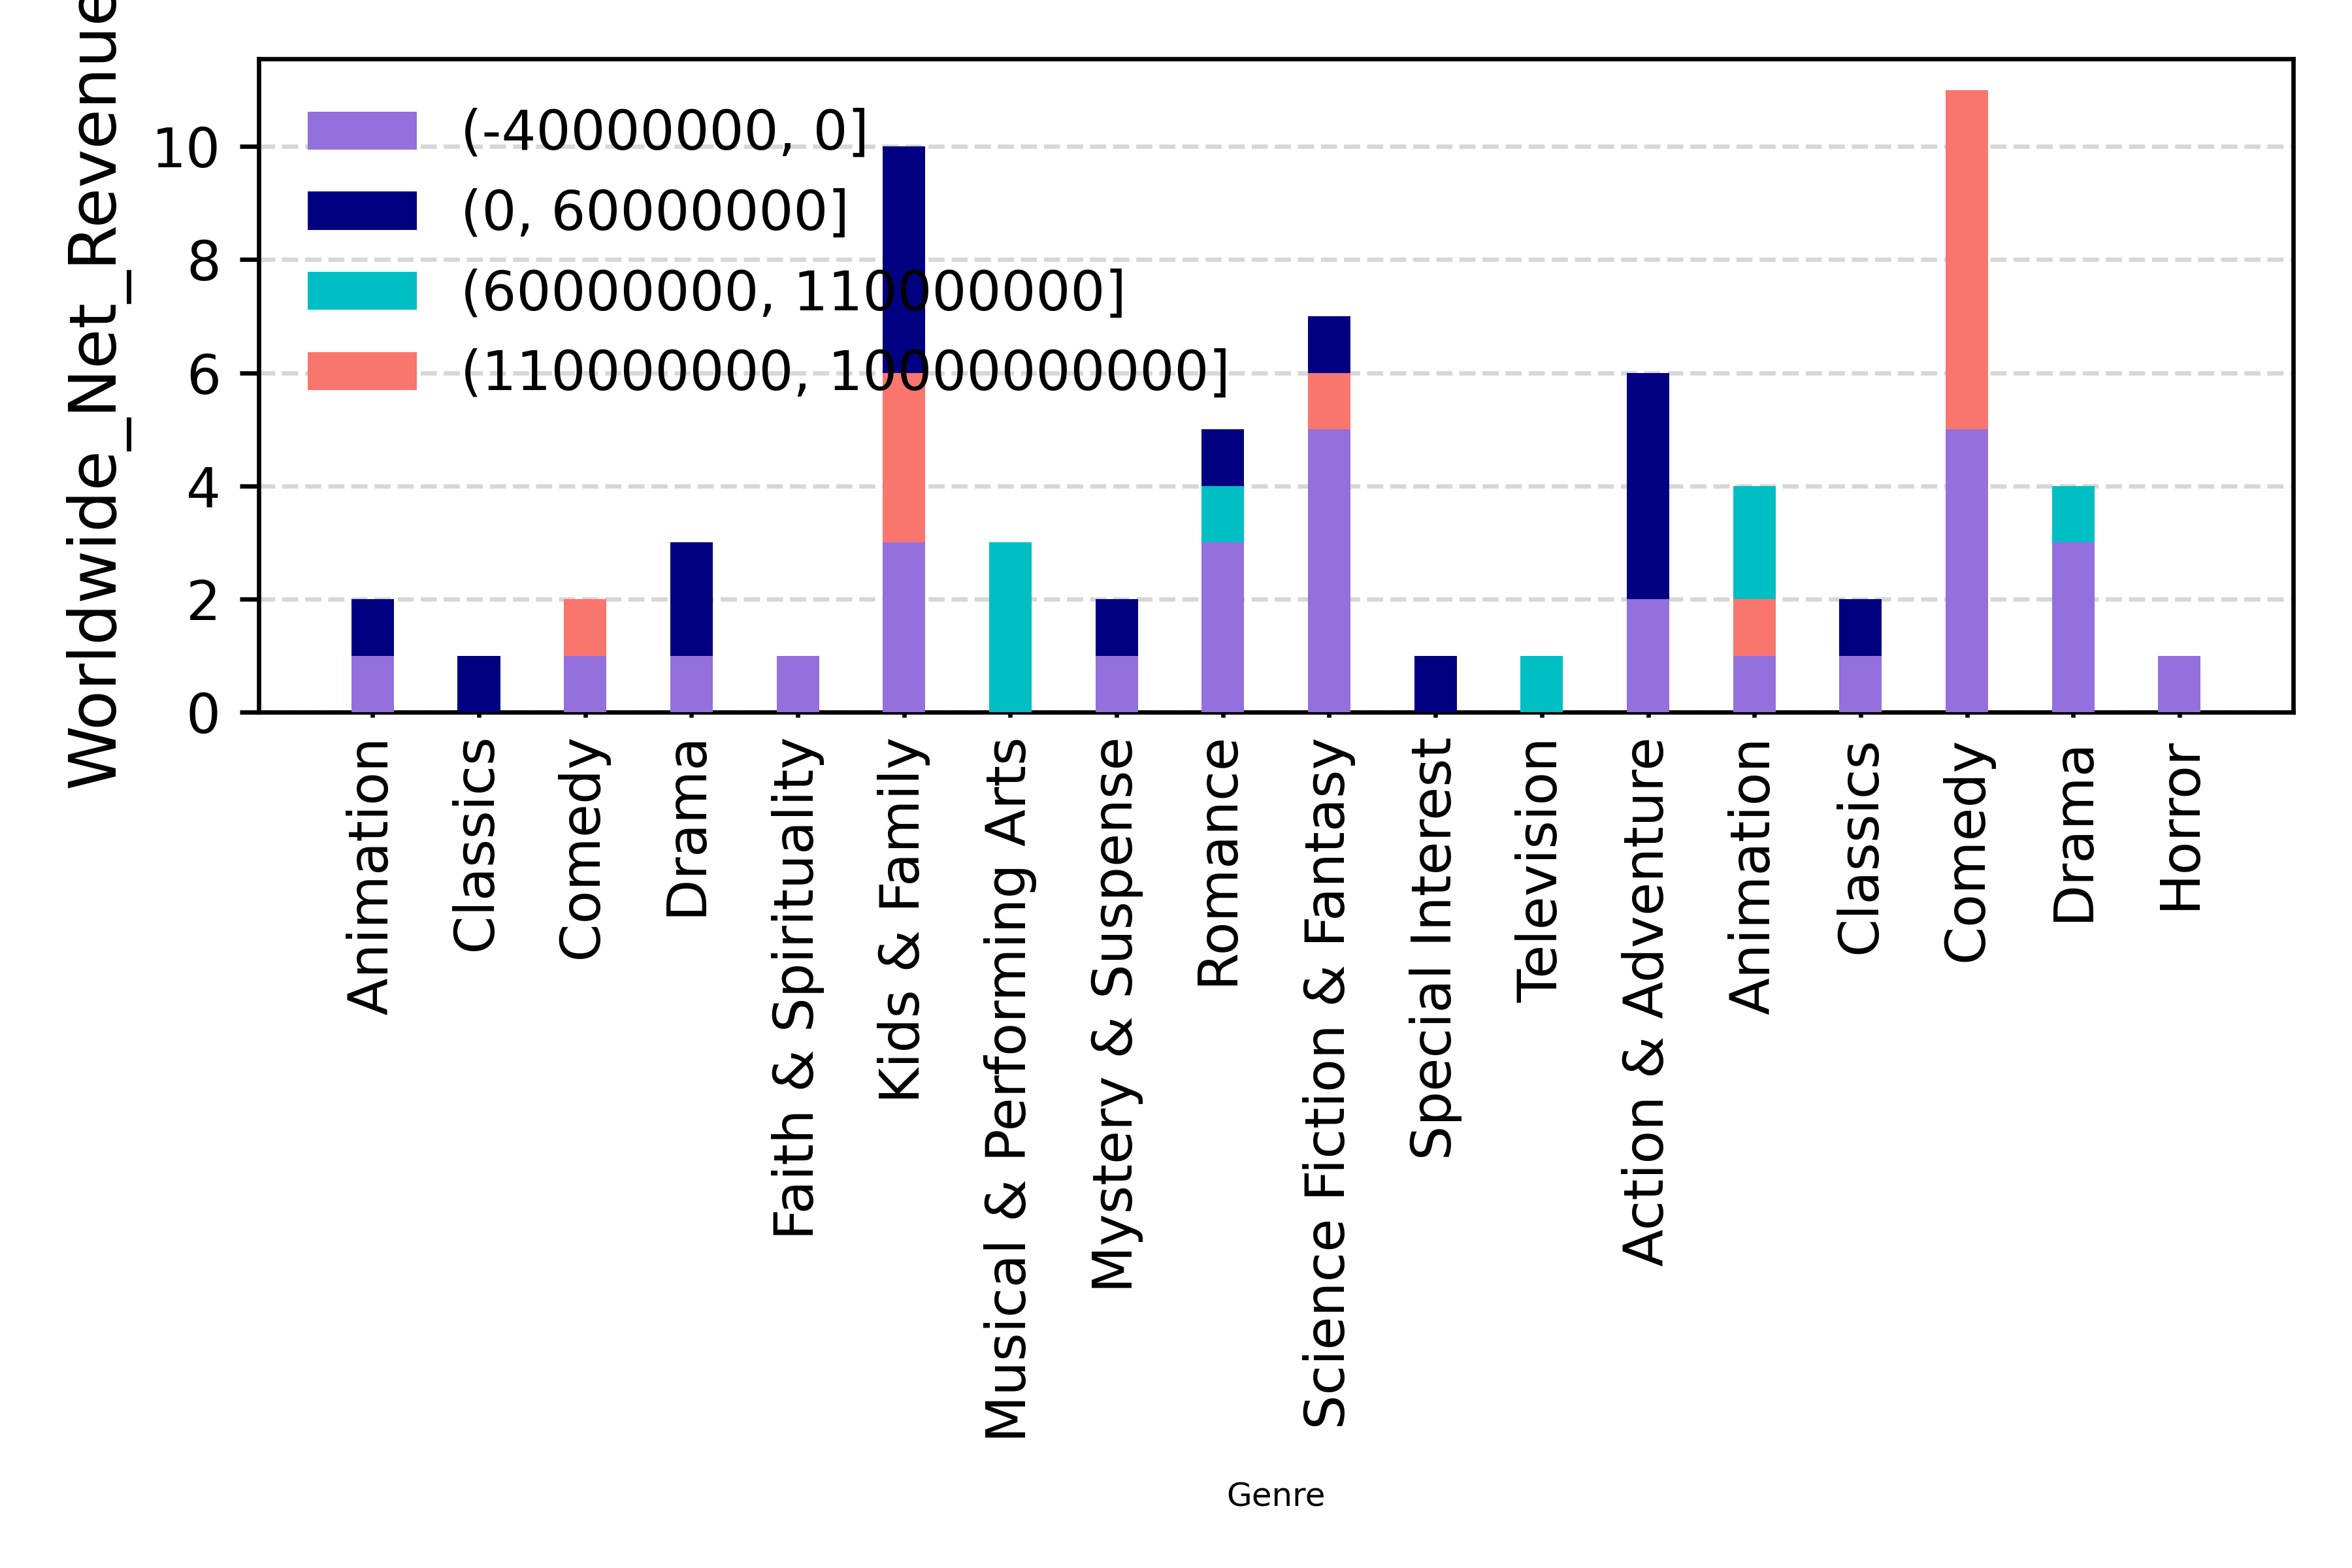 Worldwide_Net_Revenue
10
8
6
4
2
0
(-40000000, 0]
(0, 60000000]
(60000000, 110000000]
(110000000, 10000000000]
Animation
Classics
Comedy
Drama
Faith & Spirituality
Kids & Family
Musical & Performing Arts
Mystery & Suspense
Romance
Science Fiction & Fantasy
Special Interest
Television
Action & Adventure
Animation
Classics
Comedy
Drama
Horror
Genre